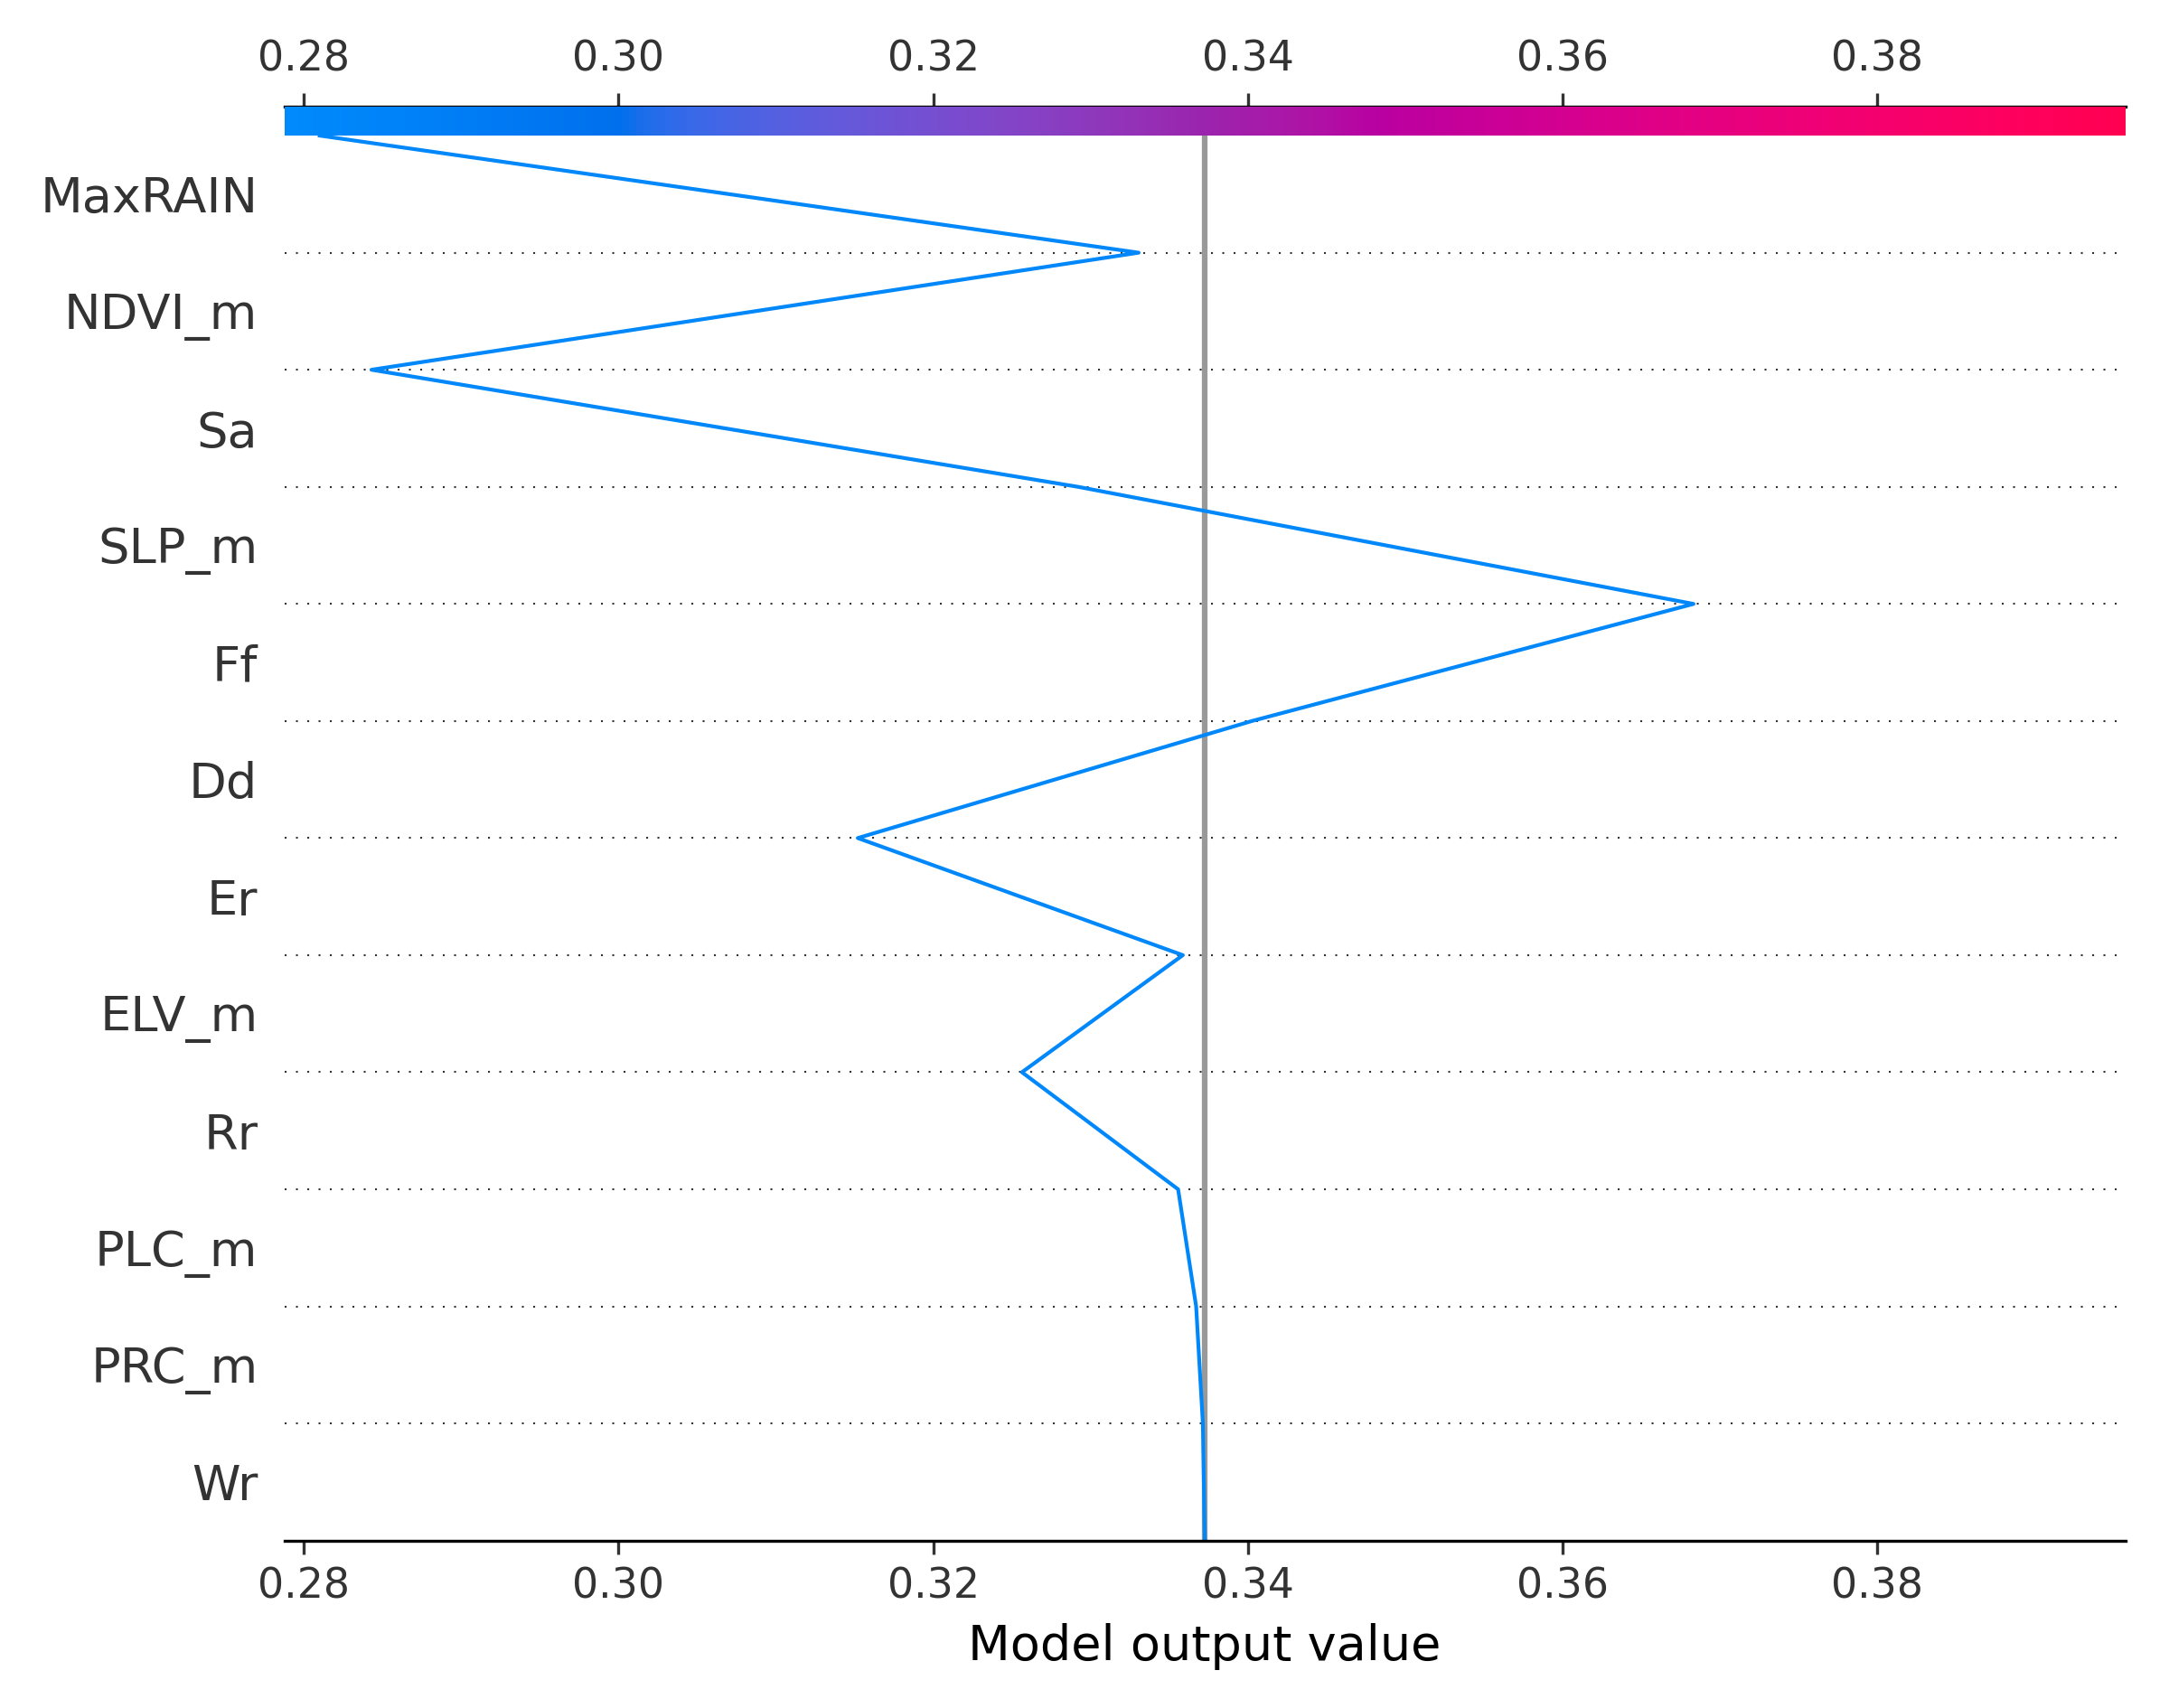 0.28 0.30 0.32 0.34 0.36 0.38
MaxRAIN
NDVI_m
Sa
SLP_m
Ff
Dd
Er
ELV_m
Rr
PLC_m
PRC_m
Wr
0.28 0.30 0.32 0.34 0.36 0.38
Model output value